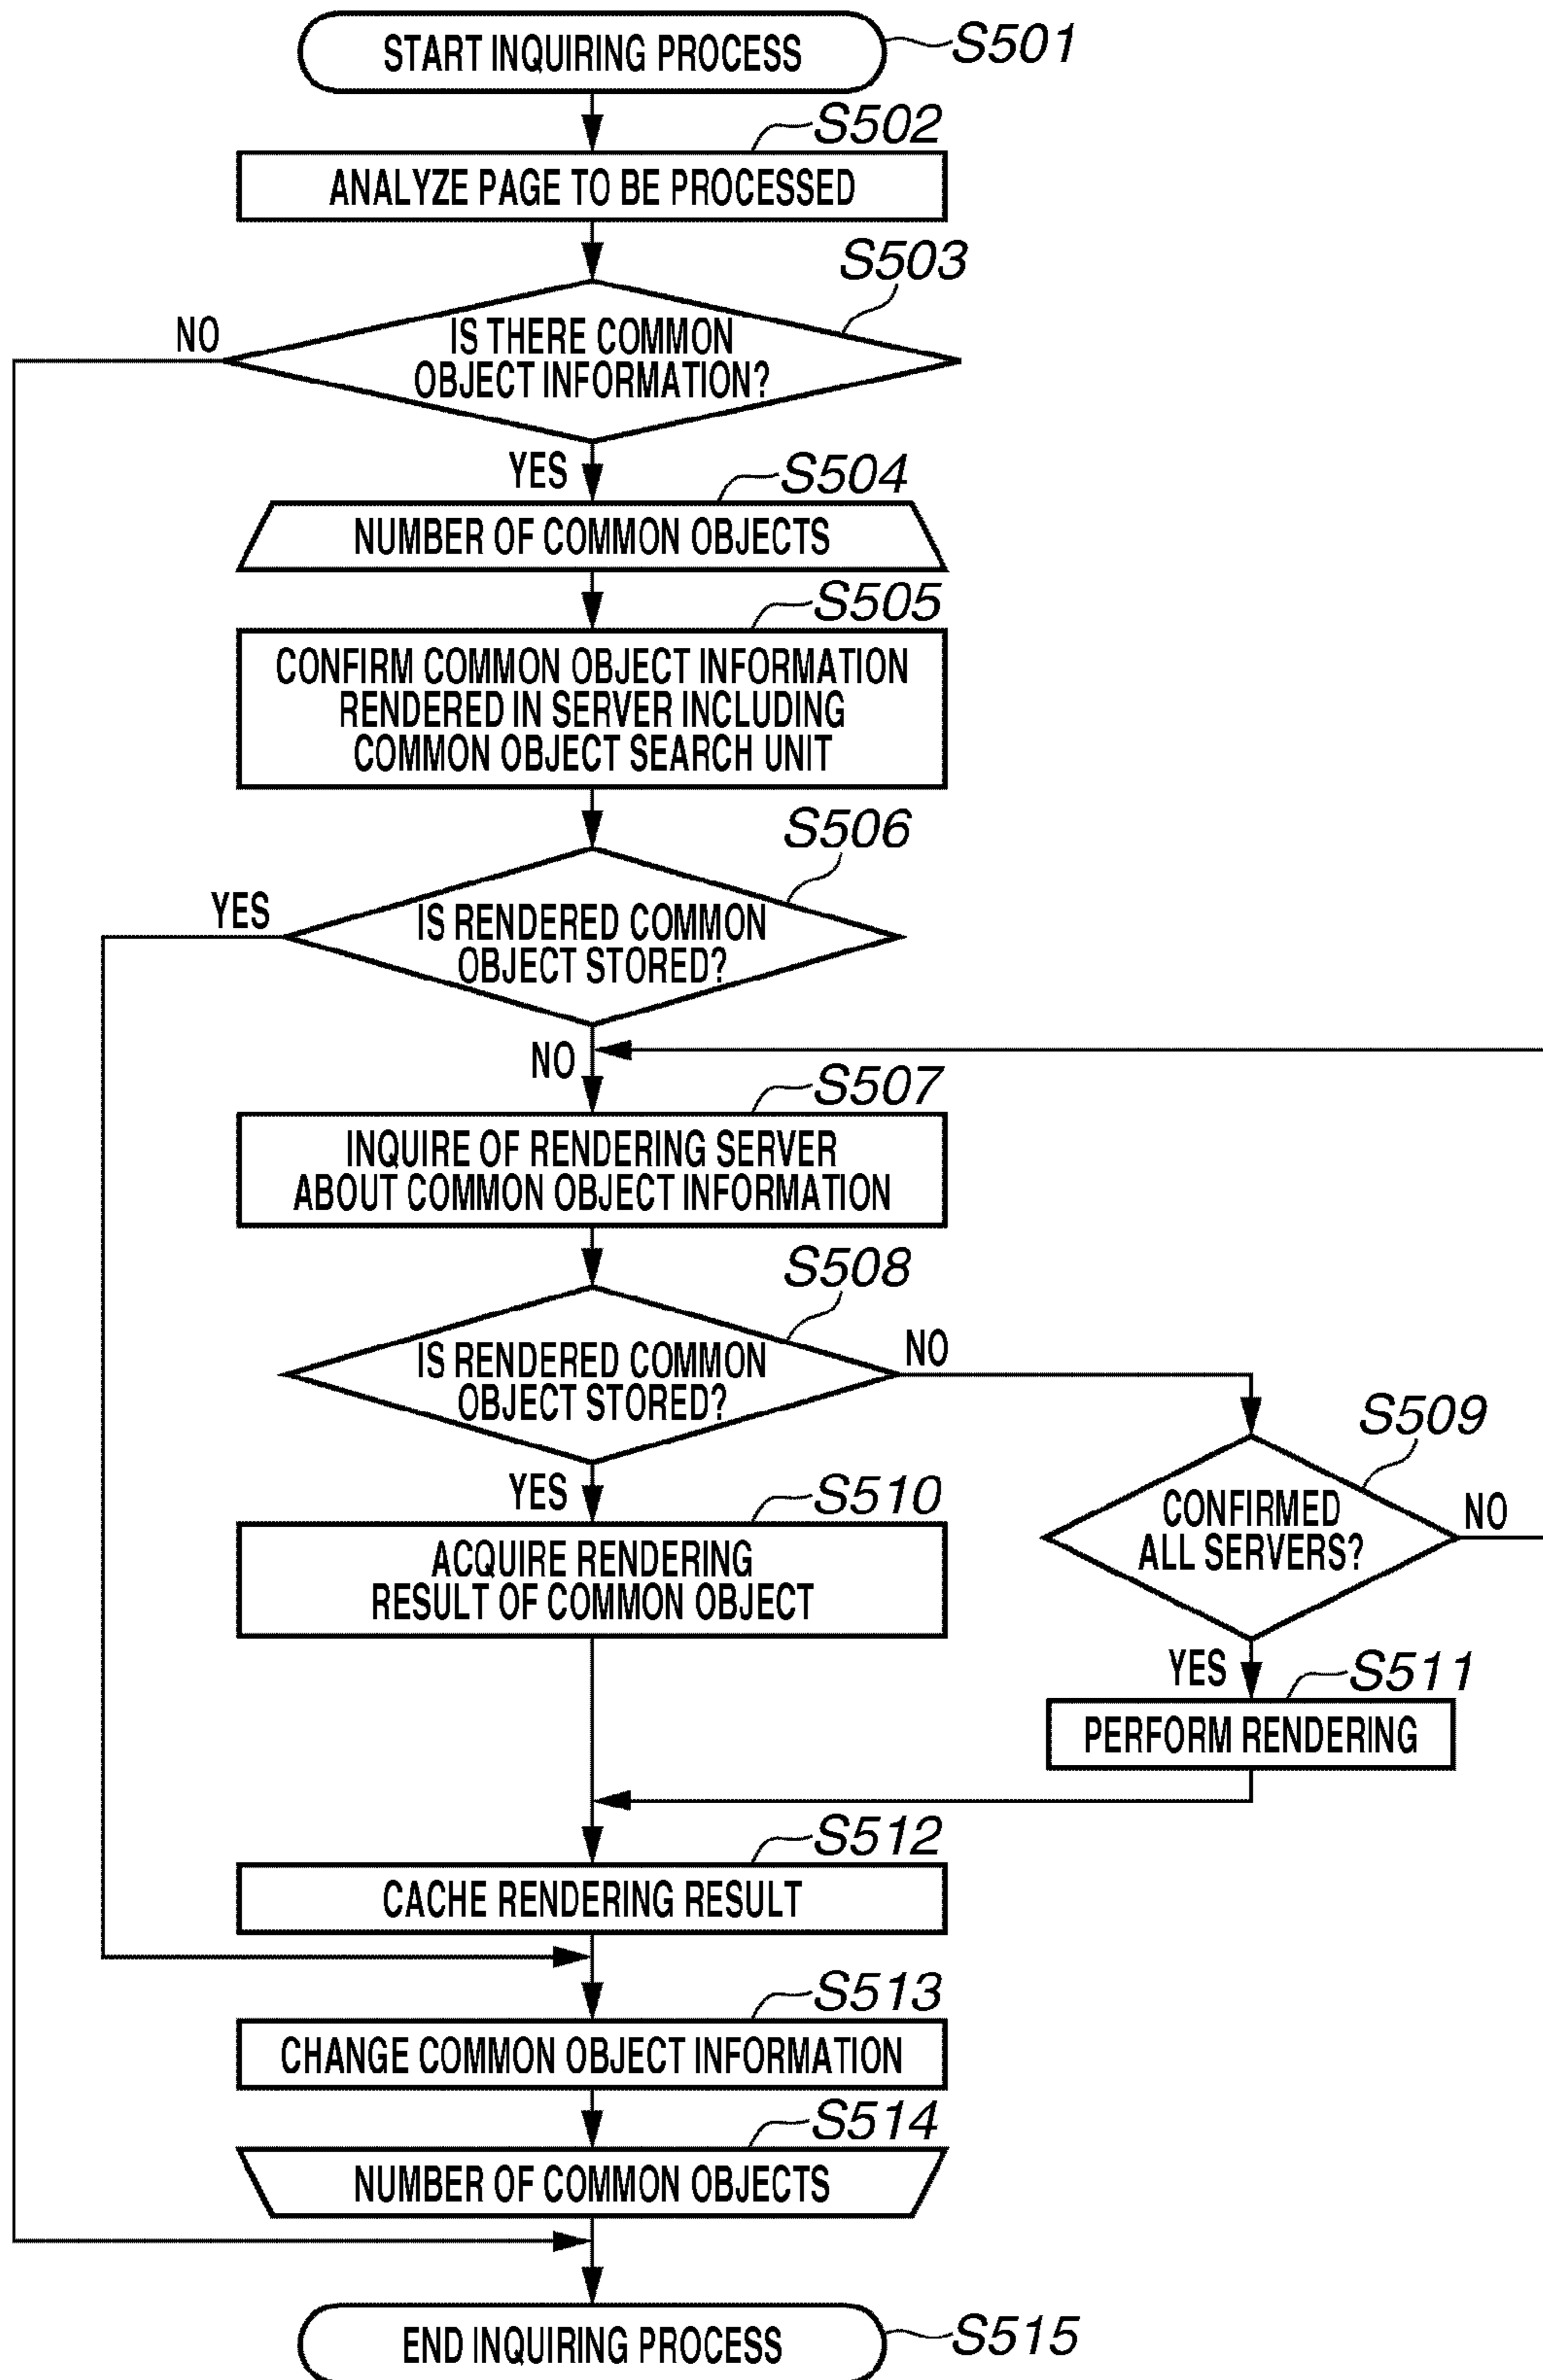 START INQUIRING PROCESS
S501
S502
ANALYZE PAGE TO BE PROCESSED
S503
NO
IS THERE COMMON
OBJECT INFORMATION?
YES
S504
NUMBER OF COMMON OBJECTS
S505
CONFIRM COMMON OBJECT INFORMATION
RENDERED IN SERVER INCLUDING
COMMON OBJECT SEARCH UNIT
S506
YES
IS RENDERED COMMON
OBJECT STORED?
NO
S507
INQUIRE OF RENDERING SERVER
ABOUT COMMON OBJECT INFORMATION
S508
IS RENDERED COMMON
OBJECT STORED?
NO
S509
CONFIRMED
ALL SERVERS?
NO
YES
S510
ACQUIRE RENDERING
RESULT OF COMMON OBJECT
YES
S511
PERFORM RENDERING
S512
CACHE RENDERING RESULT
S513
CHANGE COMMON OBJECT INFORMATION
S514
NUMBER OF COMMON OBJECTS
END INQUIRING PROCESS
S515